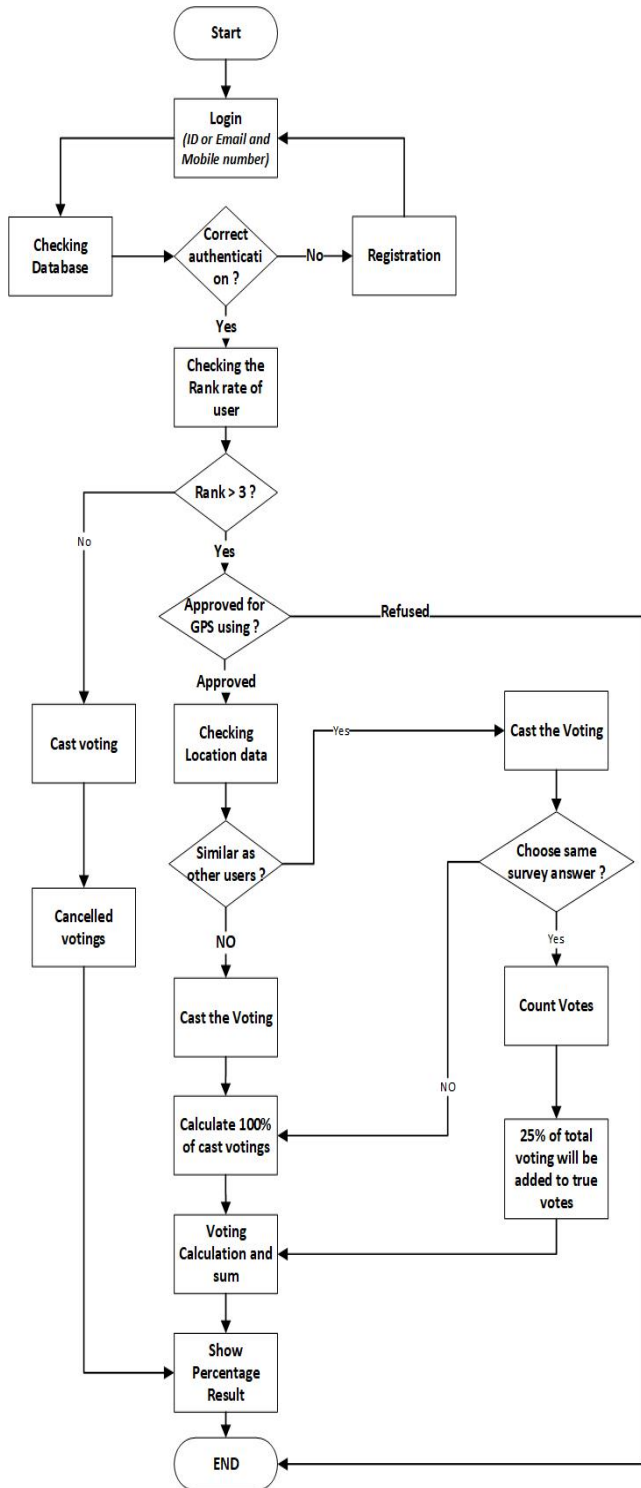 Start
Login
(ID or Email and
Mobile number)
Checking
Database
Correct
authenticati
on ?
No
Registration
Yes
Checking the
Rank rate of
user
Rank > 3 ?
No
Yes
Approved for
GPS using ?
Refused
Approved
Cast voting
Checking
Location data
Yes
Cast the Voting
Similar as
other users ?
Choose same
survey answer ?
Cancelled
votings
NO
Yes
Cast the Voting
Count Votes
NO
Calculate 100%
of cast votings
25% of total
voting will be
added to true
votes
Voting
Calculation and
sum
Show
Percentage
Result
END